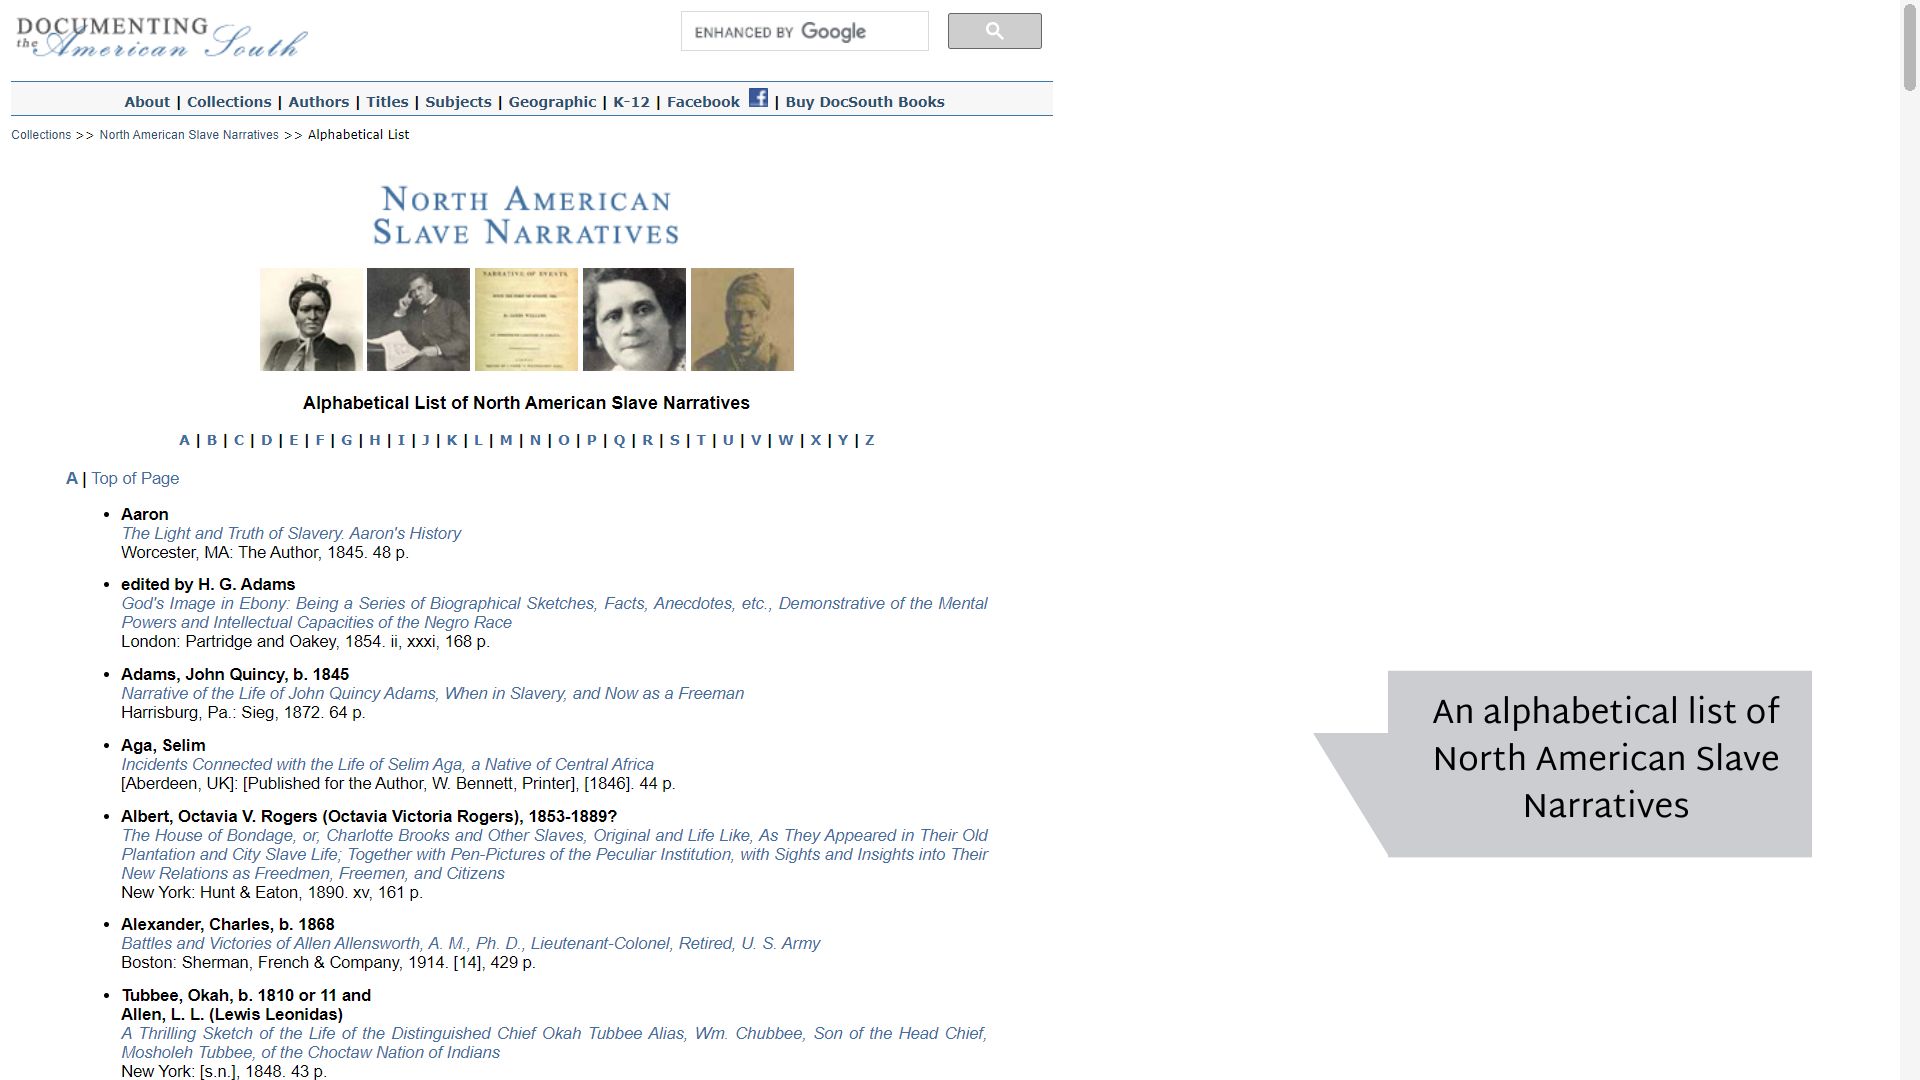 DOCUMENTING
the American South
ENHANCED BY Google
About | Collections | Authors | Titles | Subjects | Geographic | K-12 | Facebook | Buy DocSouth Books
Collections >> North American Slave Narratives >> Alphabetical List
NORTH AMERICAN
SLAVE NARRATIVES
NARRATIVE OF EVENTS,
Alphabetical List of North American Slave Narratives
A | B | C | D | E | F | G | H | I | J | K | L | M | N | O | P | Q | R | S | T | U | V | W | X | Y | Z
A | Top of Page
• Aaron
The Light and Truth of Slavery. Aaron's History
Worcester, MA: The Author, 1845. 48 p.
• edited by H. G. Adams
God's Image in Ebony: Being a Series of Biographical Sketches, Facts, Anecdotes, etc., Demonstrative of the Mental
Powers and Intellectual Capacities of the Negro Race
London: Partridge and Oakey, 1854. ii, xxxi, 168 p.
• Adams, John Quincy, b. 1845
Narrative of the Life of John Quincy Adams, When in Slavery, and Now as a Freeman
Harrisburg, Pa.: Sieg, 1872. 64 p.
• Aga, Selim
Incidents Connected with the Life of Selim Aga, a Native of Central Africa
[Aberdeen, UK]: [Published for the Author, W. Bennett, Printer], [1846]. 44 p.
• Albert, Octavia V. Rogers (Octavia Victoria Rogers), 1853-1889?
The House of Bondage, or, Charlotte Brooks and Other Slaves, Original and Life Like, As They Appeared in Their Old
Plantation and City Slave Life; Together with Pen-Pictures of the Peculiar Institution, with Sights and Insights into Their
New Relations as Freedmen, Freemen, and Citizens
New York: Hunt & Eaton, 1890. xv, 161 p.
• Alexander, Charles, b. 1868
Battles and Victories of Allen Allensworth, A. M., Ph. D., Lieutenant-Colonel, Retired, U. S. Army
Boston: Sherman, French & Company, 1914. [14], 429 p.
• Tubbee, Okah, b. 1810 or 11 and
Allen, L. L. (Lewis Leonidas)
A Thrilling Sketch of the Life of the Distinguished Chief Okah Tubbee Alias, Wm. Chubbee, Son of the Head Chief,
Mosholeh Tubbee, of the Choctaw Nation of Indians
New York: [s.n.], 1848. 43 p.
An alphabetical list of
North American Slave
Narratives